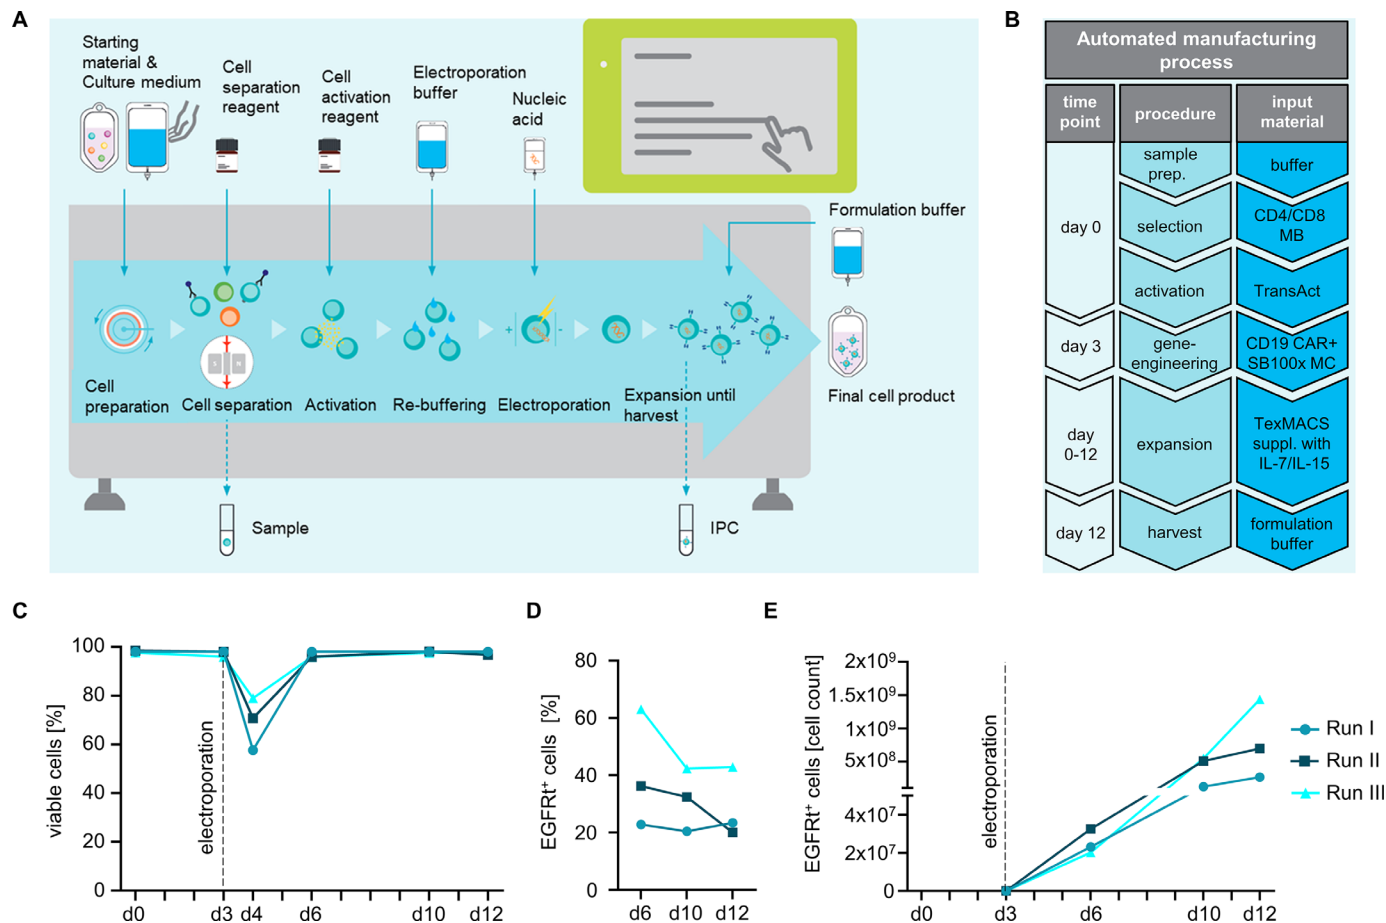 A
Starting
material &
Culture medium
Cell
separation
reagent
Cell
activation
reagent
Electroporation
buffer
Nucleic
acid
Formulation buffer
Cell
preparation
Cell separation
Activation
Re-buffering
Electroporation
Expansion until
harvest
Final cell product
Sample
IPC
B
Automated manufacturing
process
time
point
procedure
input
material
day 0
sample
prep.
buffer
selection
CD4/CD8
MB
activation
TransAct
day 3
gene-
engineering
CD19 CAR+
SB100x MC
day
0-12
expansion
TexMACS
suppl. with
IL-7/IL-15
day 12
harvest
formulation
buffer
C
viable cells [%]
100
80
60
40
20
0
electroporation
d0 d3 d4 d6 d10 d12
D
EGFRt⁺ cells [%]
80
60
40
20
0
d6 d10 d12
E
EGFRt⁺ cells [cell count]
2x10⁹
1.5x10⁹
1x10⁹
5x10⁸
4x10⁷
2x10⁷
0
electroporation
d0 d3 d6 d10 d12
Run I
Run II
Run III